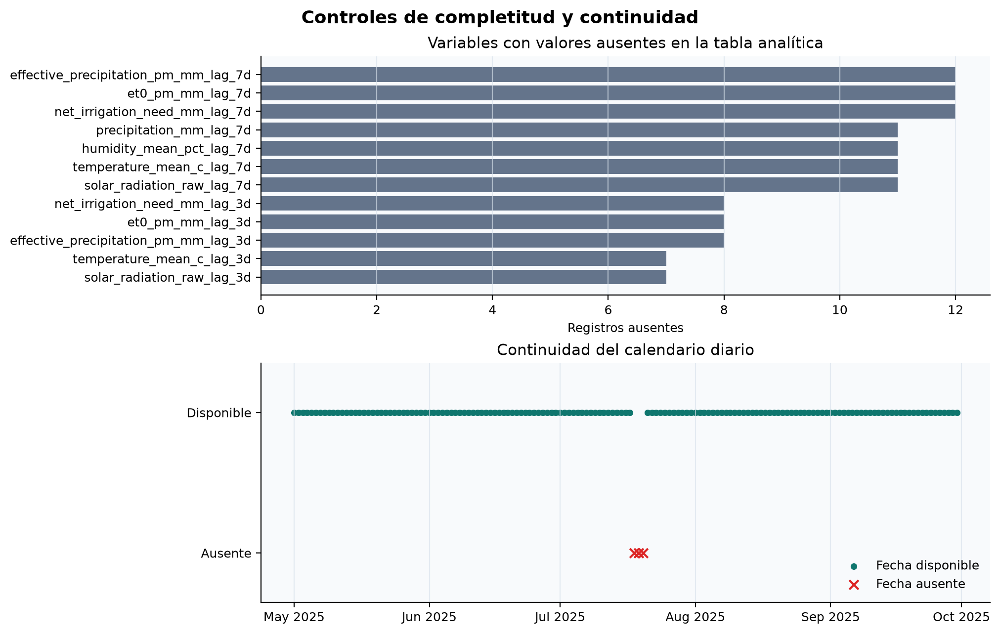 Controles de completitud y continuidad
Variables con valores ausentes en la tabla analítica
effective_precipitation_pm_mm_lag_7d
et0_pm_mm_lag_7d
net_irrigation_need_mm_lag_7d
precipitation_mm_lag_7d
humidity_mean_pct_lag_7d
temperature_mean_c_lag_7d
solar_radiation_raw_lag_7d
net_irrigation_need_mm_lag_3d
et0_pm_mm_lag_3d
effective_precipitation_pm_mm_lag_3d
temperature_mean_c_lag_3d
solar_radiation_raw_lag_3d
0 2 4 6 8 10 12
Registros ausentes
Continuidad del calendario diario
Disponible
Ausente
Fecha disponible
Fecha ausente
May 2025 Jun 2025 Jul 2025 Aug 2025 Sep 2025 Oct 2025